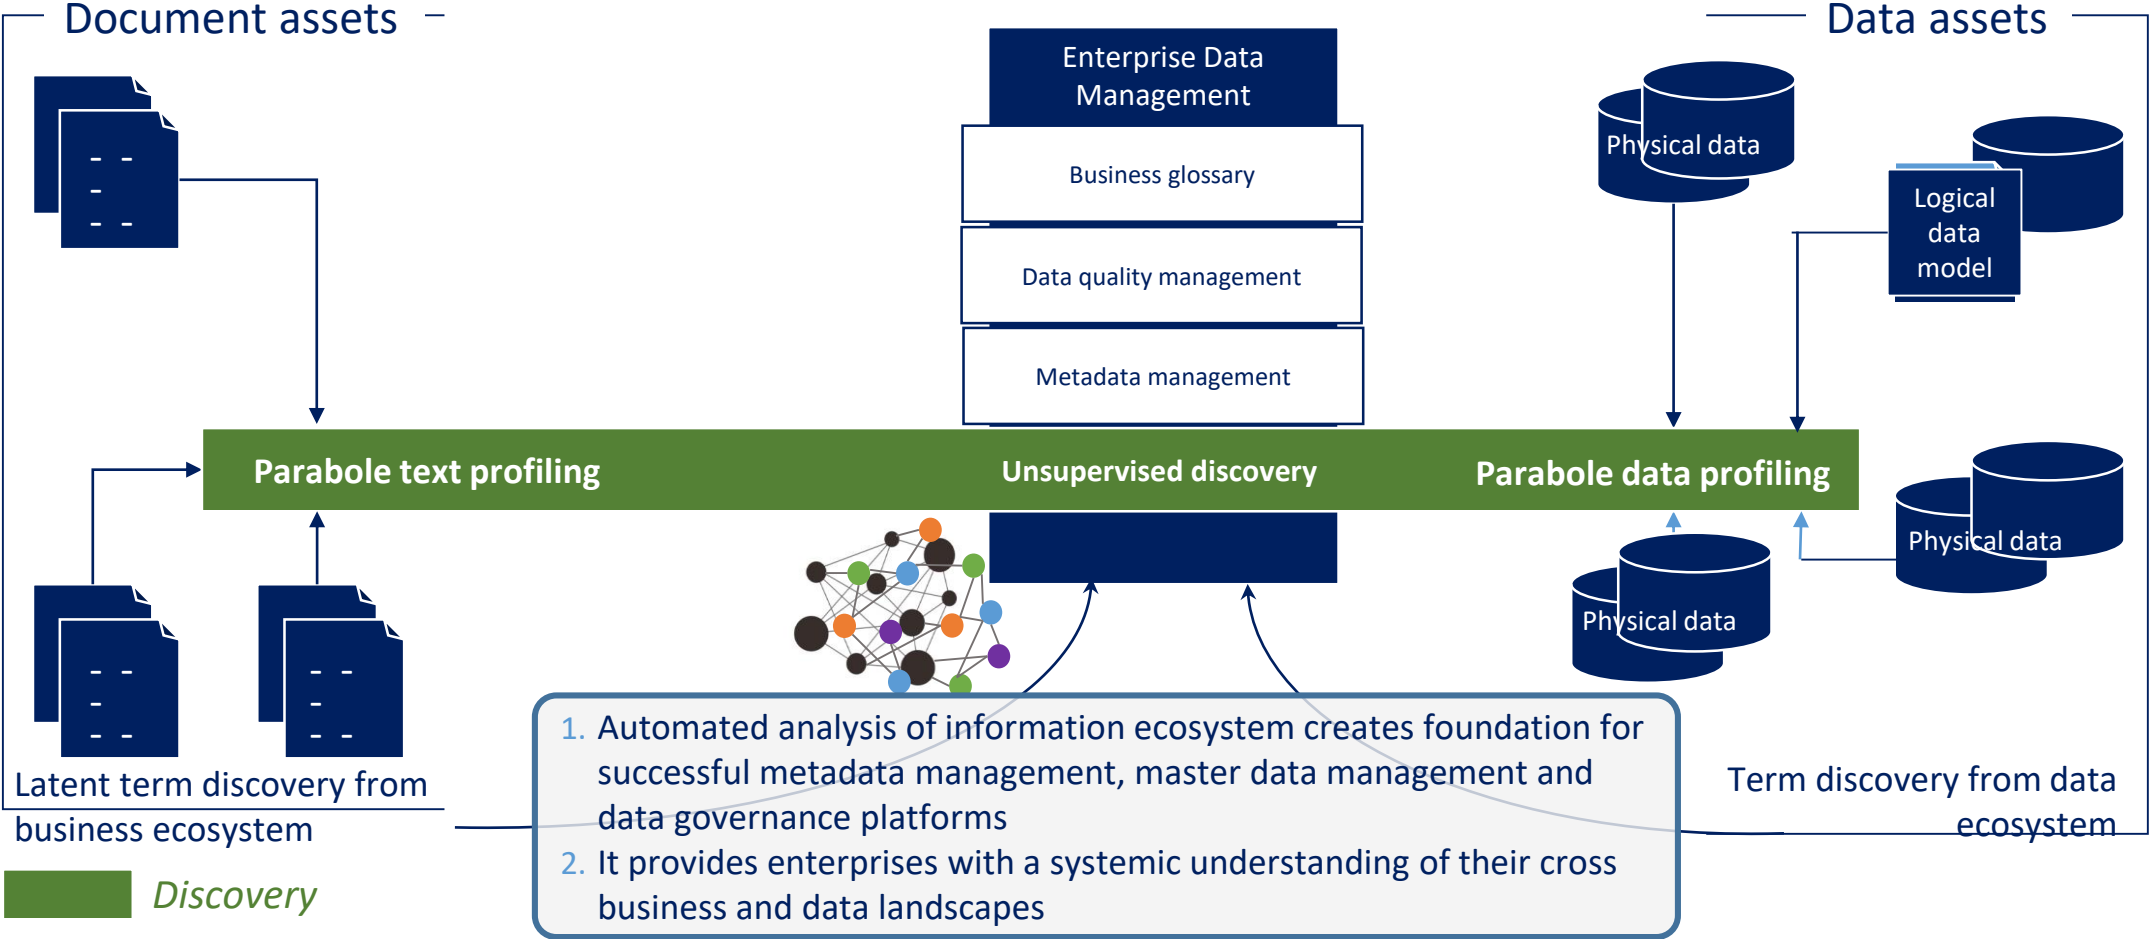 Document assets
Data assets
Enterprise Data
Management
Business glossary
Data quality management
Metadata management
Physical data
Logical
data
model
Parabole text profiling
Unsupervised discovery
Parabole data profiling
Physical data
Physical data
1. Automated analysis of information ecosystem creates foundation for
successful metadata management, master data management and
data governance platforms
2. It provides enterprises with a systemic understanding of their cross
business and data landscapes
Latent term discovery from
business ecosystem
Term discovery from data
ecosystem
Discovery